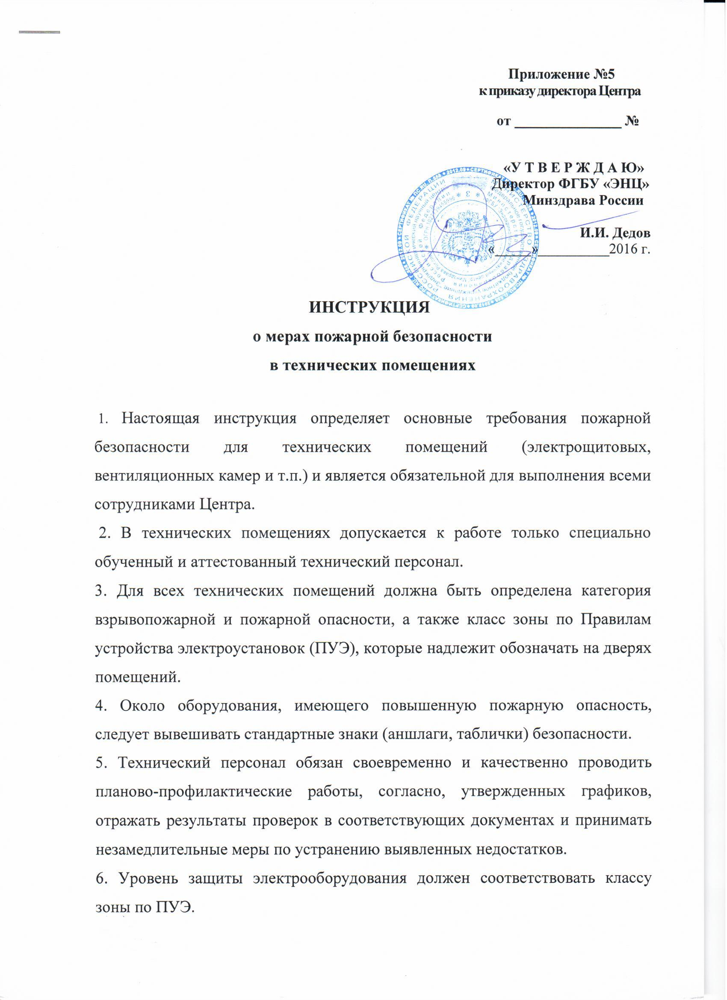 Приложение №5
к приказу директора Центра
от _______________ №
«У Т В Е Р Ж Д А Ю»
Директор ФГБУ «ЭНЦ»
Минздрава России
И.И. Дедов
«_____»__________2016 г.
ИНСТРУКЦИЯ
о мерах пожарной безопасности
в технических помещениях
1. Настоящая инструкция определяет основные требования пожарной
безопасности для технических помещений (электрощитовых,
вентиляционных камер и т.п.) и является обязательной для выполнения всеми
сотрудниками Центра.
2. В технических помещениях допускается к работе только специально
обученный и аттестованный технический персонал.
3. Для всех технических помещений должна быть определена категория
взрывопожарной и пожарной опасности, а также класс зоны по Правилам
устройства электроустановок (ПУЭ), которые надлежит обозначать на дверях
помещений.
4. Около оборудования, имеющего повышенную пожарную опасность,
следует вывешивать стандартные знаки (аншлаги, таблички) безопасности.
5. Технический персонал обязан своевременно и качественно проводить
планово-профилактические работы, согласно, утвержденных графиков,
отражать результаты проверок в соответствующих документах и принимать
незамедлительные меры по устранению выявленных недостатков.
6. Уровень защиты электрооборудования должен соответствовать классу
зоны по ПУЭ.
МИНИСТЕРСТВО ЗДРАВООХРАНЕНИЯ РОССИЙСКОЙ ФЕДЕРАЦИИ